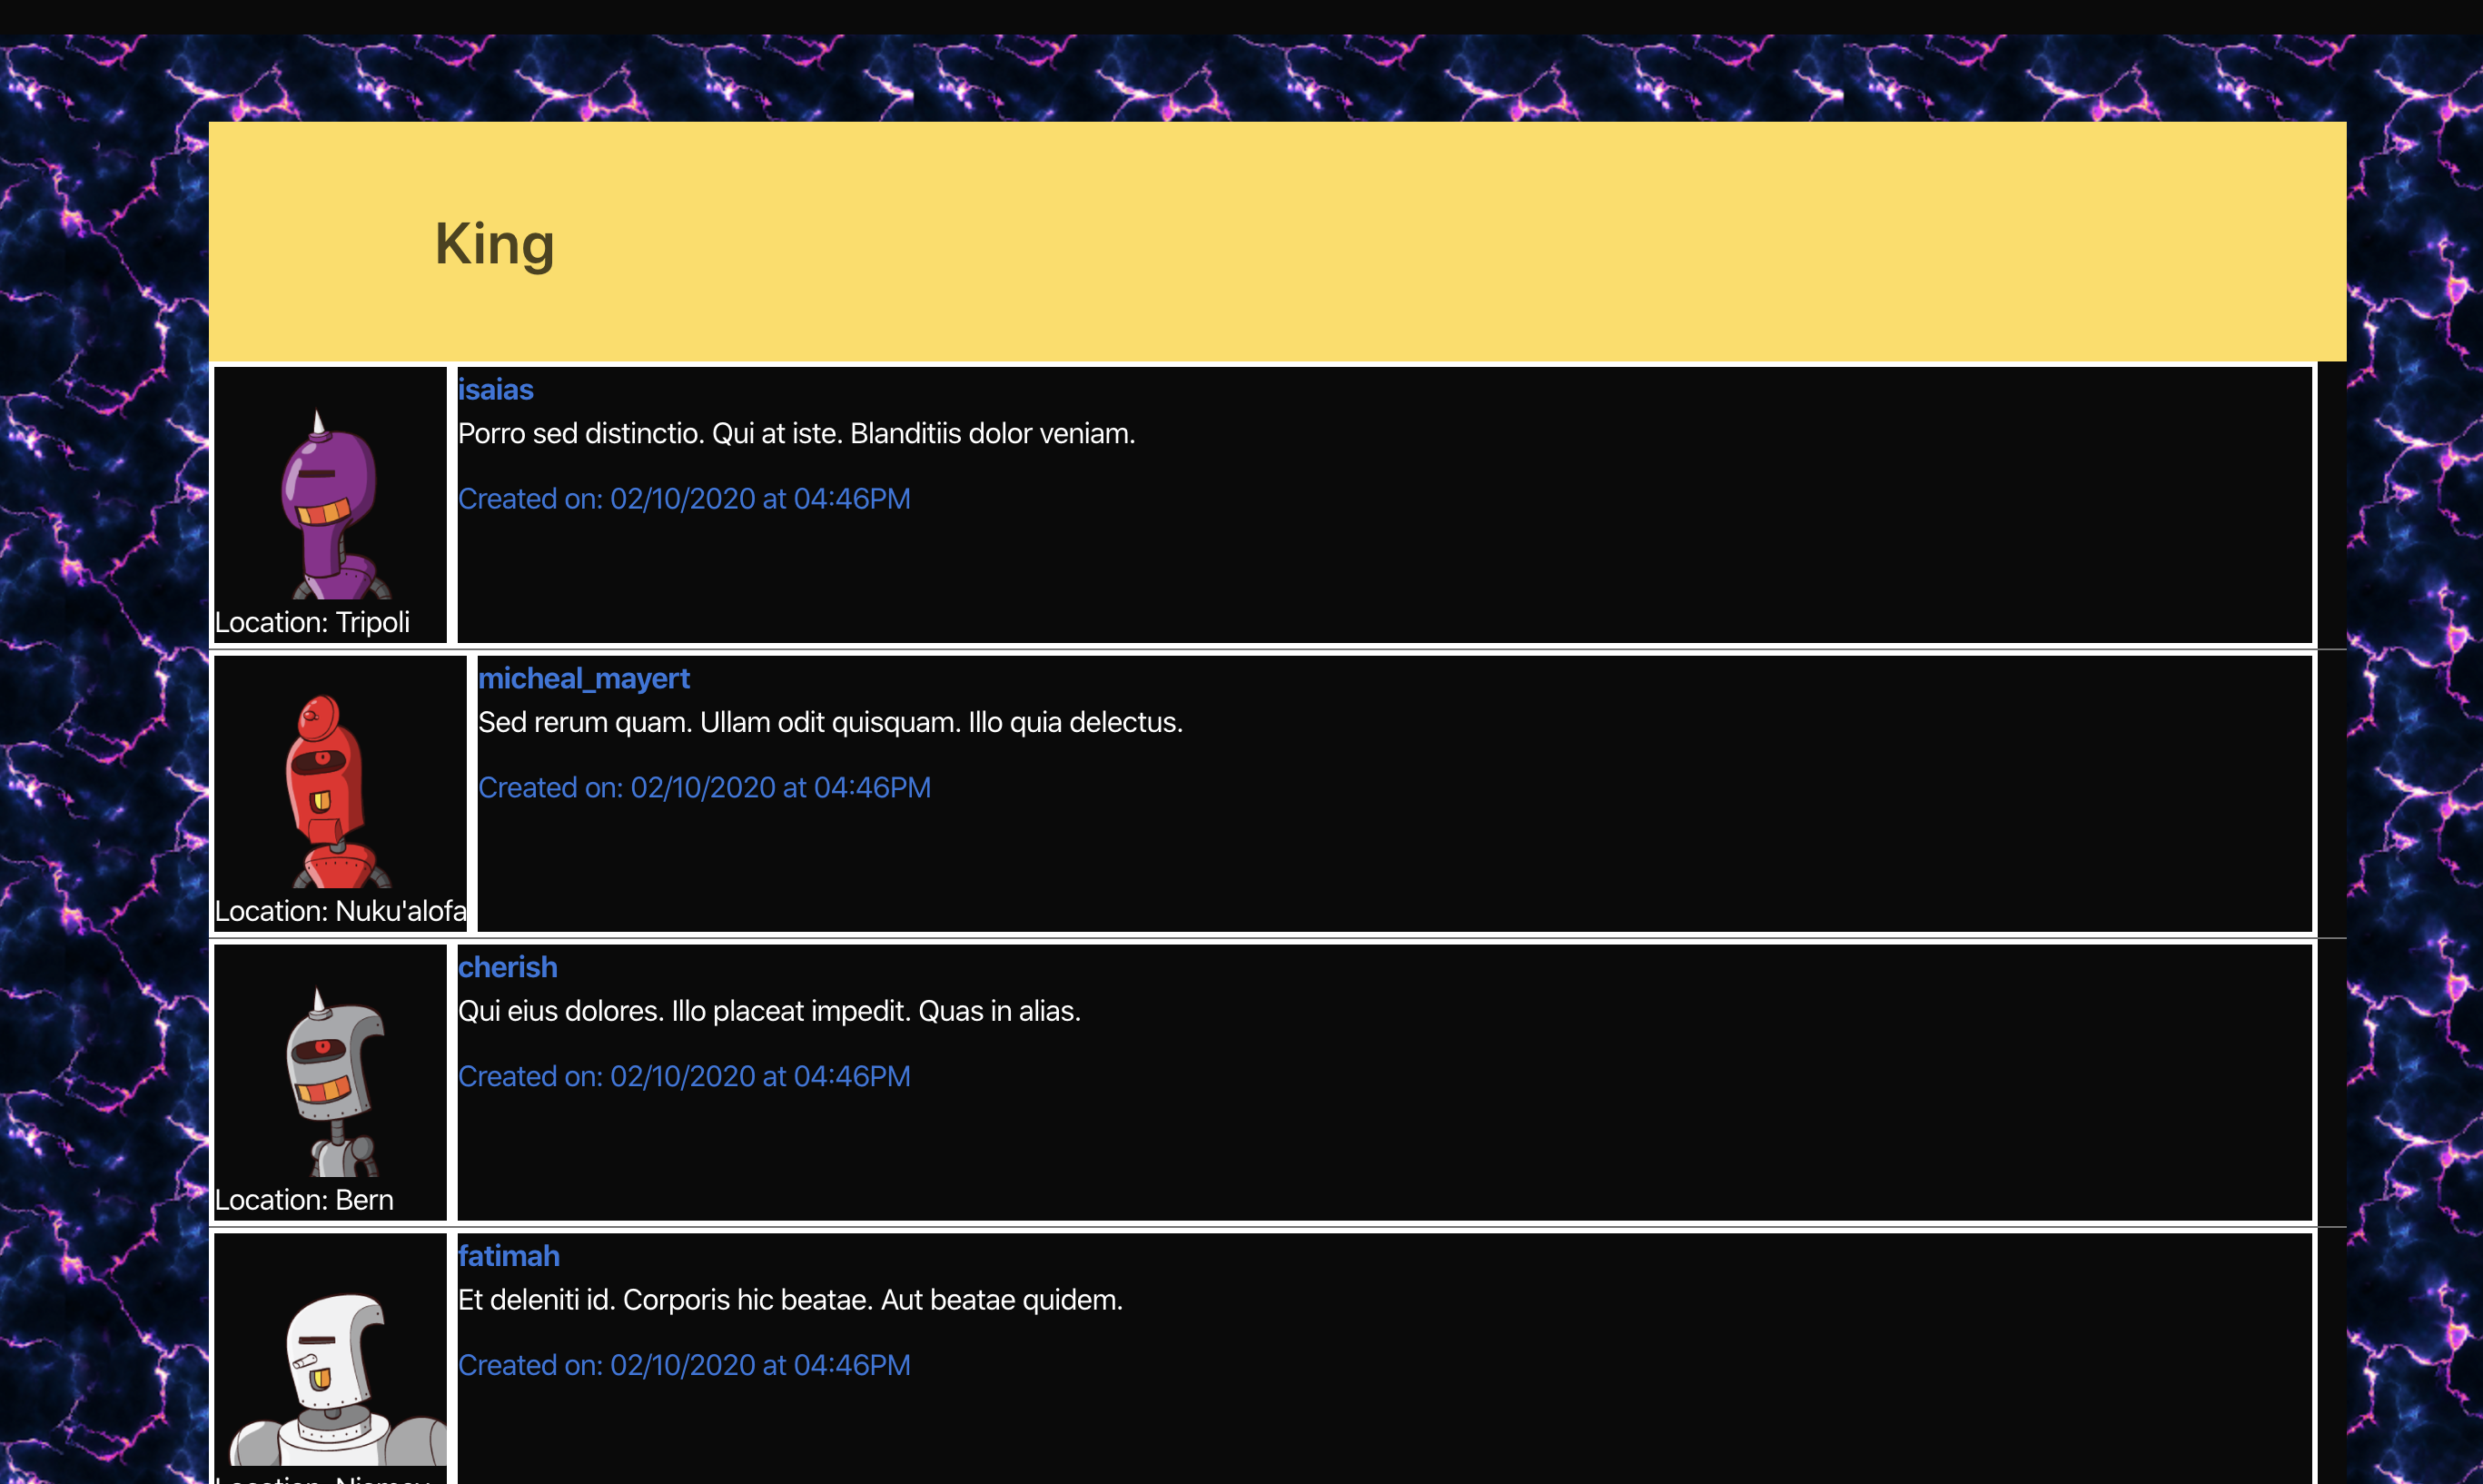 King
isaias
Porro sed distinctio. Qui at iste. Blanditiis dolor veniam.
Created on: 02/10/2020 at 04:46PM
Location: Tripoli
micheal_mayert
Sed rerum quam. Ullam odit quisquam. Illo quia delectus.
Created on: 02/10/2020 at 04:46PM
Location: Nuku'alofa
cherish
Qui eius dolores. Illo placeat impedit. Quas in alias.
Created on: 02/10/2020 at 04:46PM
Location: Bern
fatimah
Et deleniti id. Corporis hic beatae. Aut beatae quidem.
Created on: 02/10/2020 at 04:46PM
Location: